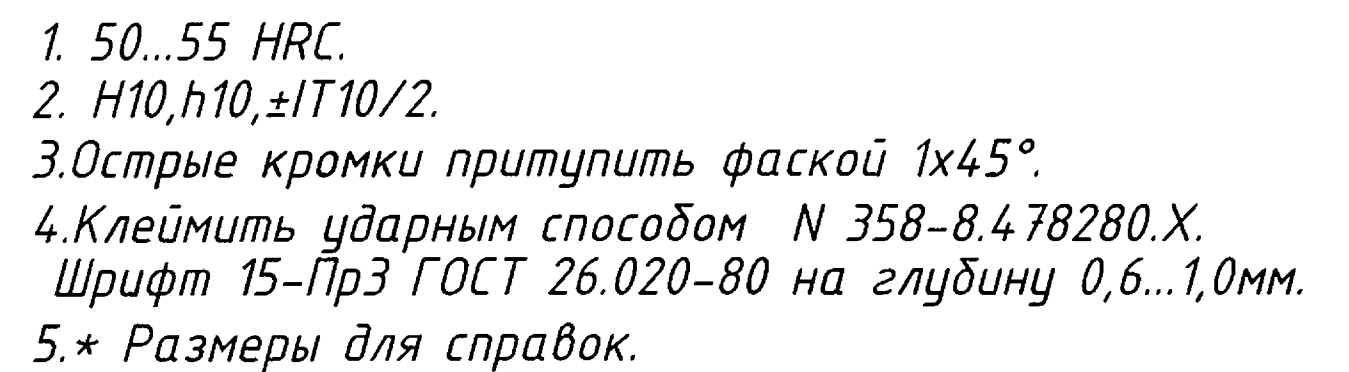 1. 50...55 HRC.
2. H10,h10,±IT10/2.
3.Острые кромки притупить фаской 1x45°.
4.Клеймить ударным способом N 358-8.478280.X.
Шрифт 15-Пр3 ГОСТ 26.020-80 на глубину 0,6...1,0мм.
5.* Размеры для справок.